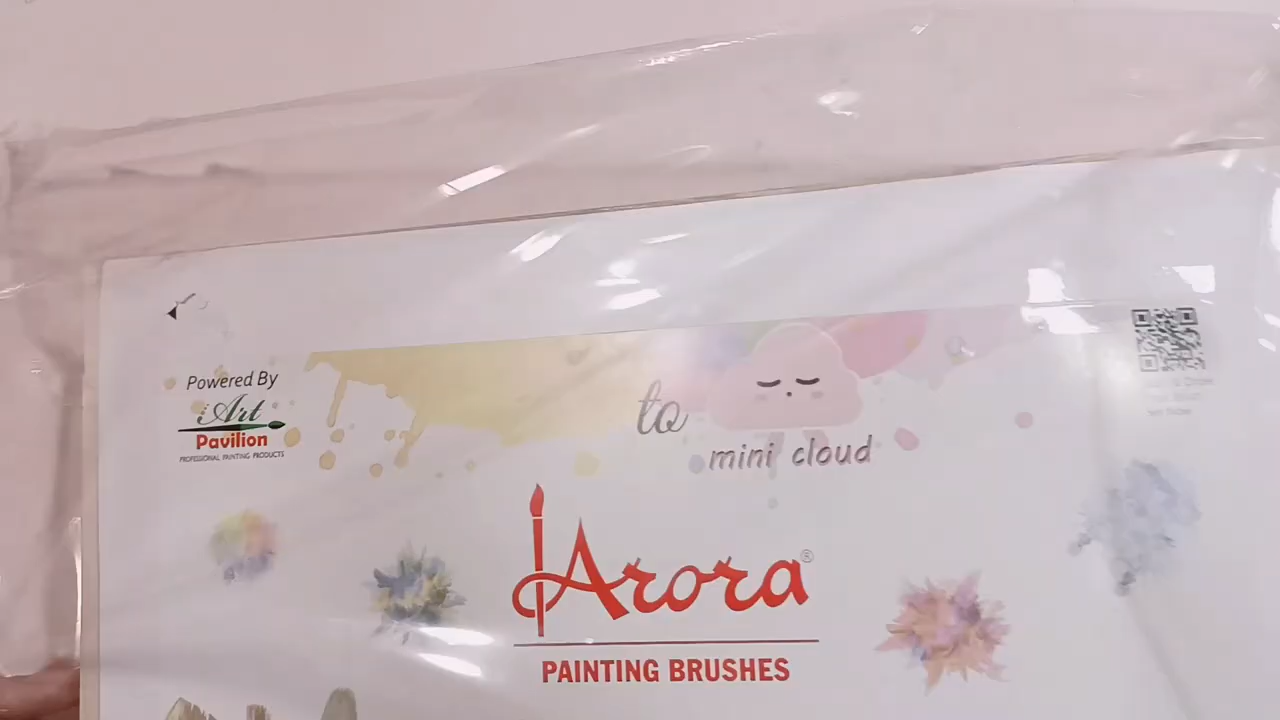 Powered By
Art
Pavilion
PROFESSIONAL PAINTING PRODUCTS
to
mini cloud
Arora®
PAINTING BRUSHES